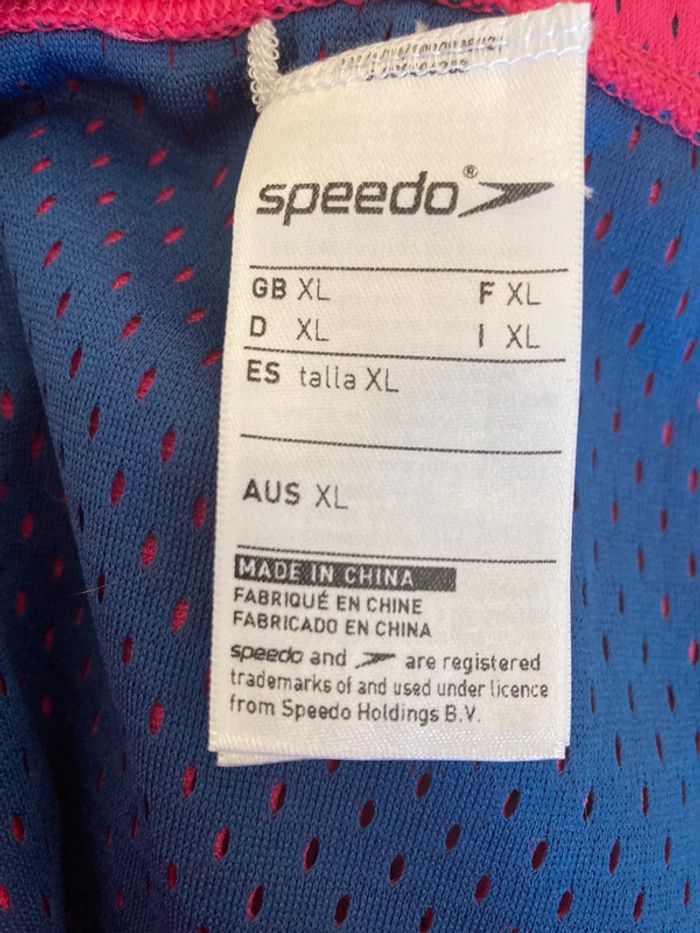 speedo®
GB XL F XL
D XL I XL
ES talla XL
AUS XL
MADE IN CHINA
FABRIQUÉ EN CHINE
FABRICADO EN CHINA
speedo and are registered
trademarks of and used under licence
from Speedo Holdings B.V.